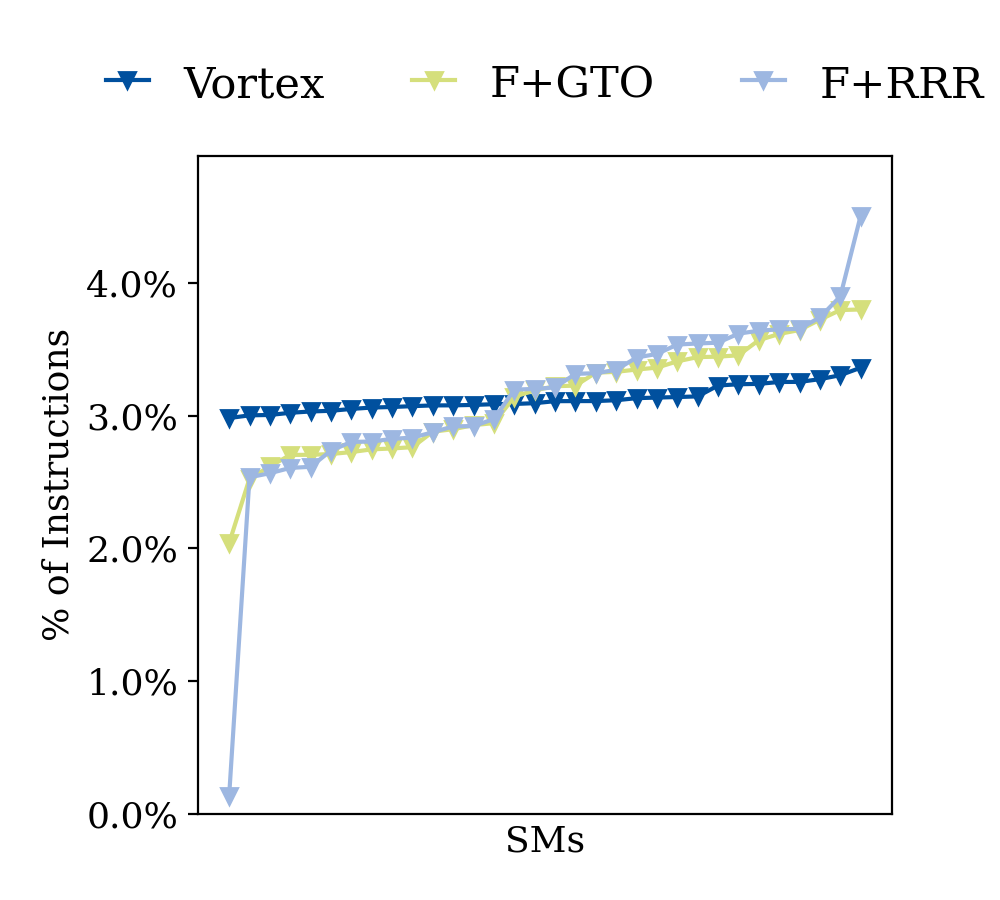 Vortex F+GTO F+RRR
4.0%
3.0%
2.0%
1.0%
0.0%
% of Instructions
SMs